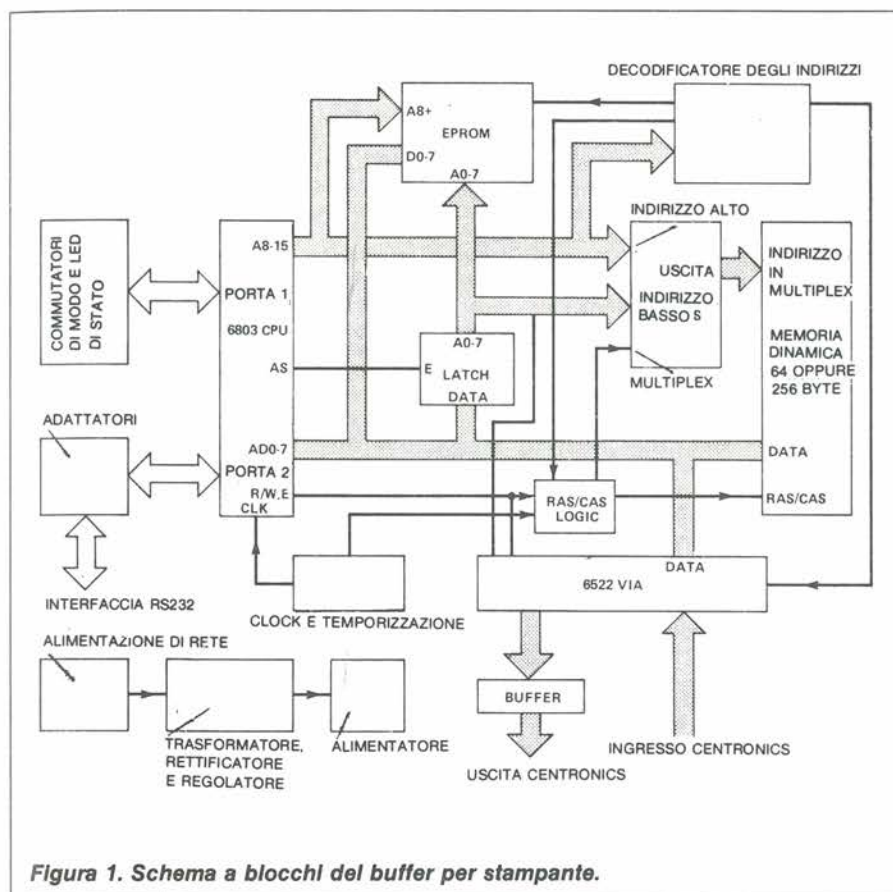 DECODIFICATORE DEGLI INDIRIZZI
A8+
EPROM
D0-7
A0-7
COMMUTATORI
DI MODO E LED
DI STATO
A8-15
PORTA 1
6803 CPU
AS
AD0-7
PORTA 2
R/W,E
CLK
A0-7
E
LATCH
DATA
INDIRIZZO ALTO
USCITA
INDIRIZZO
BASSO S
MULTIPLEX
INDIRIZZO
IN
MULTIPLEX
MEMORIA
DINAMICA
64 OPPURE
256 BYTE
DATA
RAS/CAS
ADATTATORI
RAS/CAS
LOGIC
DATA
6522 VIA
INTERFACCIA RS232
CLOCK E TEMPORIZZAZIONE
ALIMENTAZIONE DI RETE
BUFFER
TRASFORMATORE,
RETTIFICATORE
E REGOLATORE
ALIMENTATORE
USCITA CENTRONICS
INGRESSO CENTRONICS
Figura 1. Schema a blocchi del buffer per stampante.